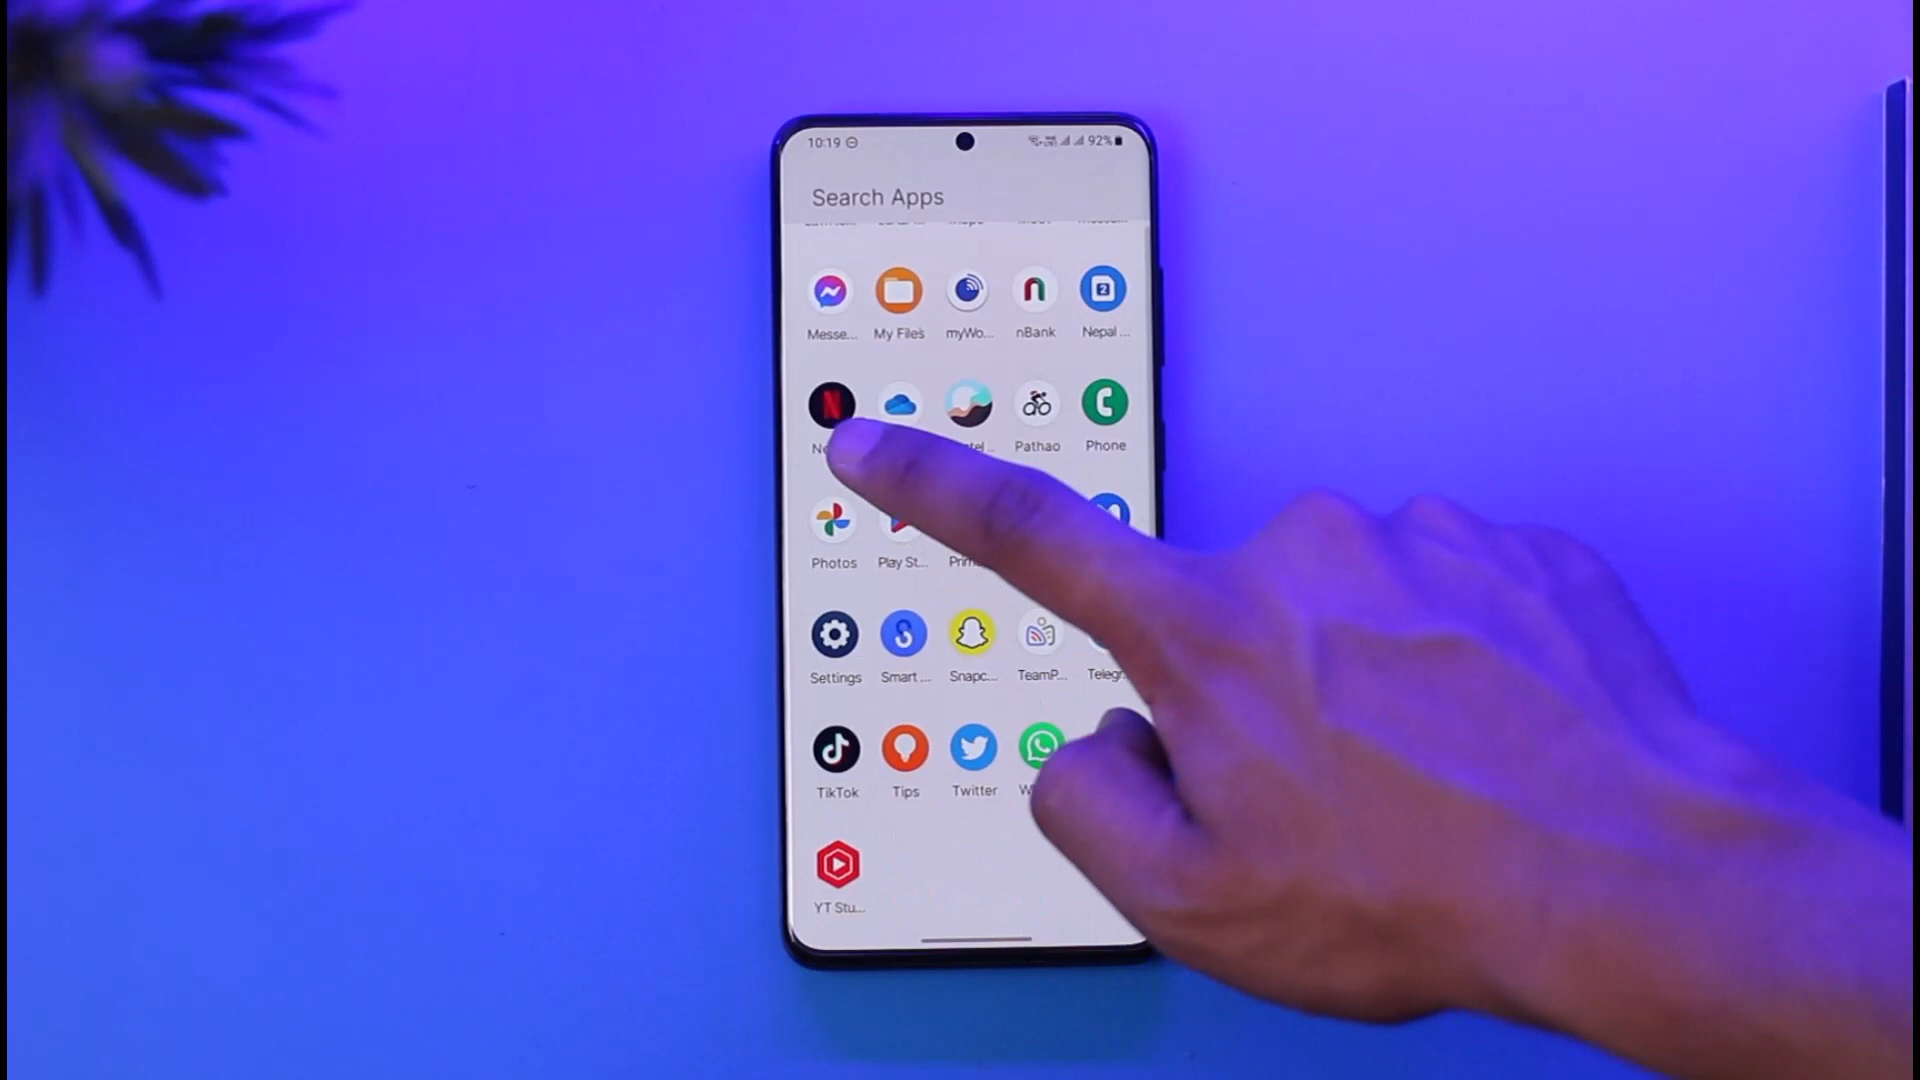 10:19 92%
Search Apps
Messe... My Files myWo... nBank Nepal ...
Pathao Phone
Photos Play St...
Settings Smart ... Snapc... TeamP... Telegr
TikTok Tips Twitter
YT Stu...